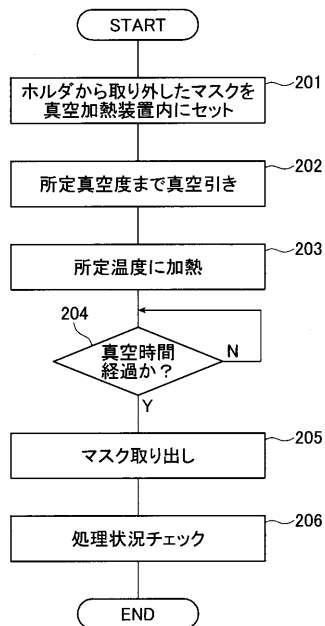 START
ホルダから取り外したマスクを
真空加熱装置内にセット
201
所定真空度まで真空引き
202
所定温度に加熱
203
204
真空時間
経過か?
N
Y
マスク取り出し
205
処理状況チェック
206
END